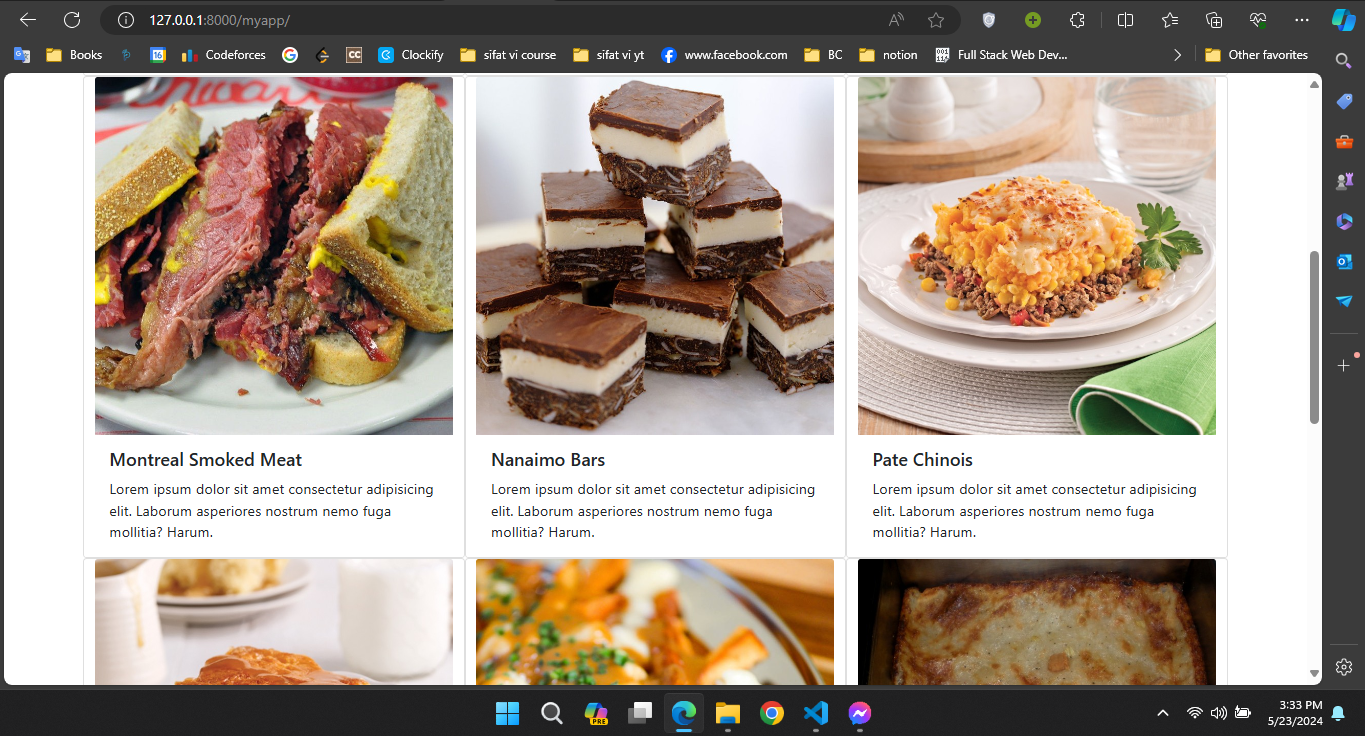 127.0.0.1:8000/myapp/
Books
16
Codeforces
CC
Clockify
sifat vi course
sifat vi yt
www.facebook.com
BC
notion
Full Stack Web Dev...
Other favorites
Montreal Smoked Meat
Lorem ipsum dolor sit amet consectetur adipisicing
elit. Laborum asperiores nostrum nemo fuga
mollitia? Harum.
Nanaimo Bars
Lorem ipsum dolor sit amet consectetur adipisicing
elit. Laborum asperiores nostrum nemo fuga
mollitia? Harum.
Pate Chinois
Lorem ipsum dolor sit amet consectetur adipisicing
elit. Laborum asperiores nostrum nemo fuga
mollitia? Harum.
PRE
3:33 PM
5/23/2024